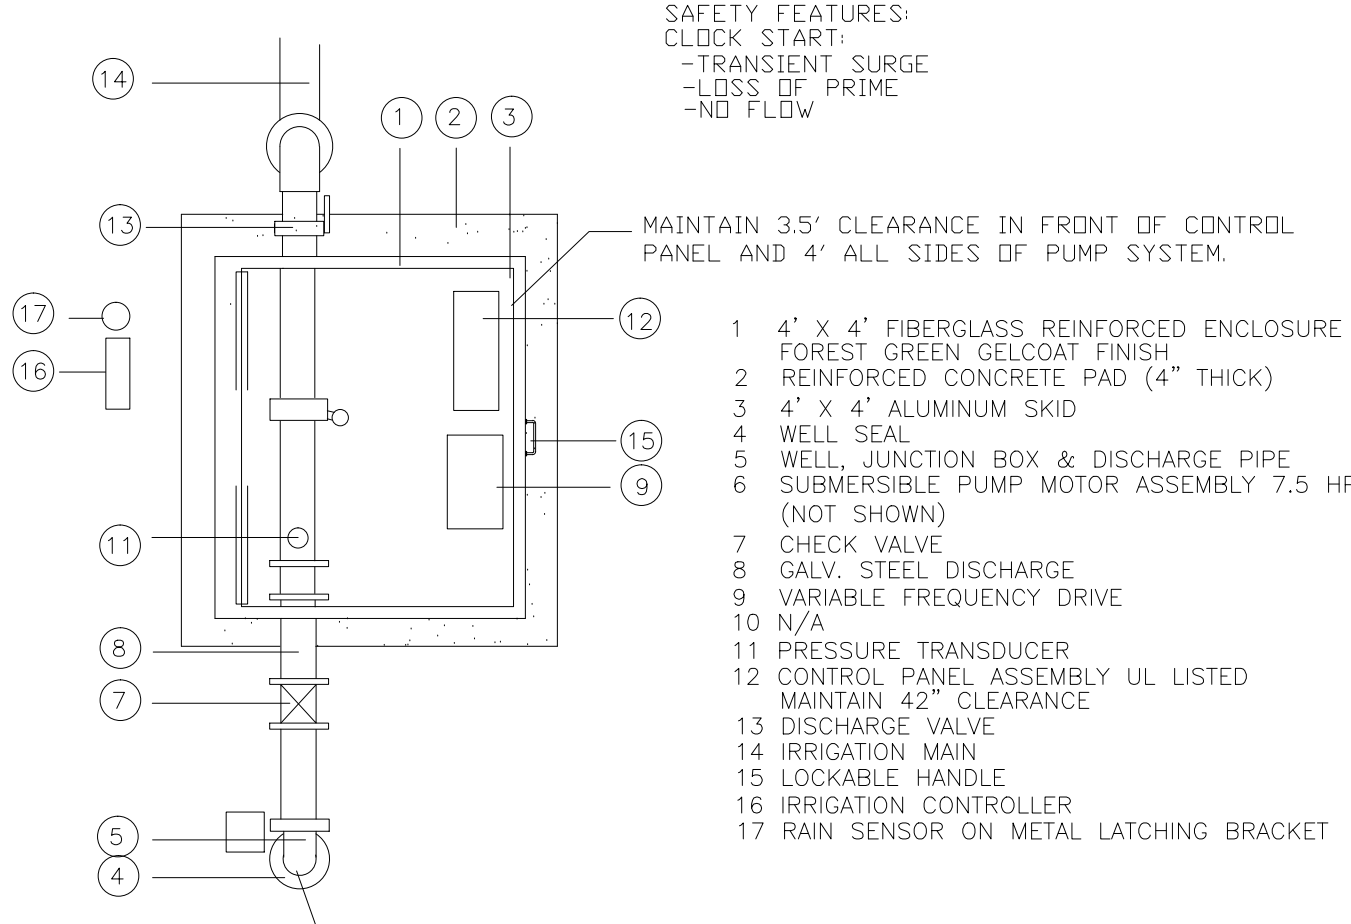 SAFETY FEATURES:
CLOCK START:
-TRANSIENT SURGE
-LOSS OF PRIME
-NO FLOW
14
1
2
3
13
MAINTAIN 3.5' CLEARANCE IN FRONT OF CONTROL
PANEL AND 4' ALL SIDES OF PUMP SYSTEM.
17
12
16
15
9
11
8
7
5
4
1 4' X 4' FIBERGLASS REINFORCED ENCLOSURE
FOREST GREEN GELCOAT FINISH
2 REINFORCED CONCRETE PAD (4" THICK)
3 4' X 4' ALUMINUM SKID
4 WELL SEAL
5 WELL, JUNCTION BOX & DISCHARGE PIPE
6 SUBMERSIBLE PUMP MOTOR ASSEMBLY 7.5 HP
(NOT SHOWN)
7 CHECK VALVE
8 GALV. STEEL DISCHARGE
9 VARIABLE FREQUENCY DRIVE
10 N/A
11 PRESSURE TRANSDUCER
12 CONTROL PANEL ASSEMBLY UL LISTED
MAINTAIN 42" CLEARANCE
13 DISCHARGE VALVE
14 IRRIGATION MAIN
15 LOCKABLE HANDLE
16 IRRIGATION CONTROLLER
17 RAIN SENSOR ON METAL LATCHING BRACKET